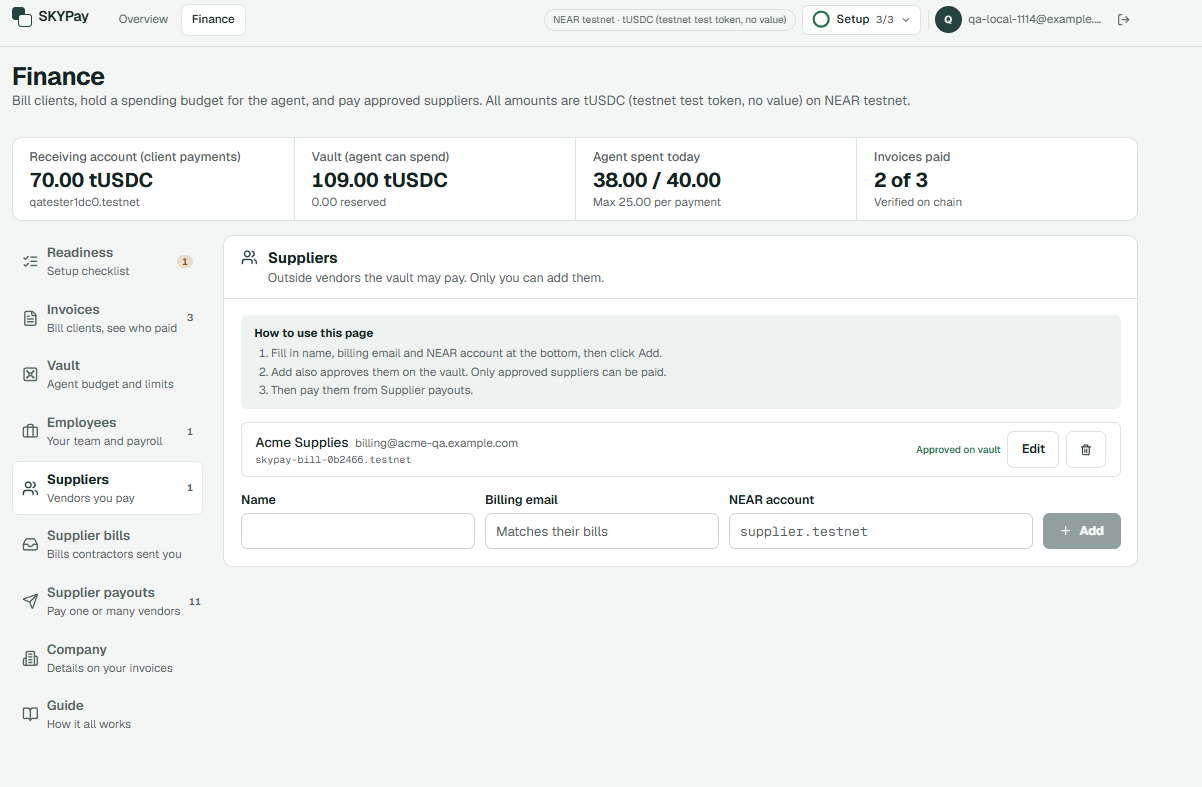 SKYPay
Overview
Finance
NEAR testnet · tUSDC (testnet test token, no value)
Setup 3/3
Q
qa-local-1114@example....
Finance
Bill clients, hold a spending budget for the agent, and pay approved suppliers. All amounts are tUSDC (testnet test token, no value) on NEAR testnet.
Receiving account (client payments)
70.00 tUSDC
qatester1dc0.testnet
Vault (agent can spend)
109.00 tUSDC
0.00 reserved
Agent spent today
38.00 / 40.00
Max 25.00 per payment
Invoices paid
2 of 3
Verified on chain
Readiness
Setup checklist
1
Invoices
Bill clients, see who paid
3
Vault
Agent budget and limits
Employees
Your team and payroll
1
Suppliers
Vendors you pay
1
Supplier bills
Bills contractors sent you
Supplier payouts
Pay one or many vendors
11
Company
Details on your invoices
Guide
How it all works
Suppliers
Outside vendors the vault may pay. Only you can add them.
How to use this page
1. Fill in name, billing email and NEAR account at the bottom, then click Add.
2. Add also approves them on the vault. Only approved suppliers can be paid.
3. Then pay them from Supplier payouts.
Acme Supplies billing@acme-qa.example.com
skypay-bill-0b2466.testnet
Approved on vault
Edit
Name
Billing email
Matches their bills
NEAR account
supplier.testnet
+ Add